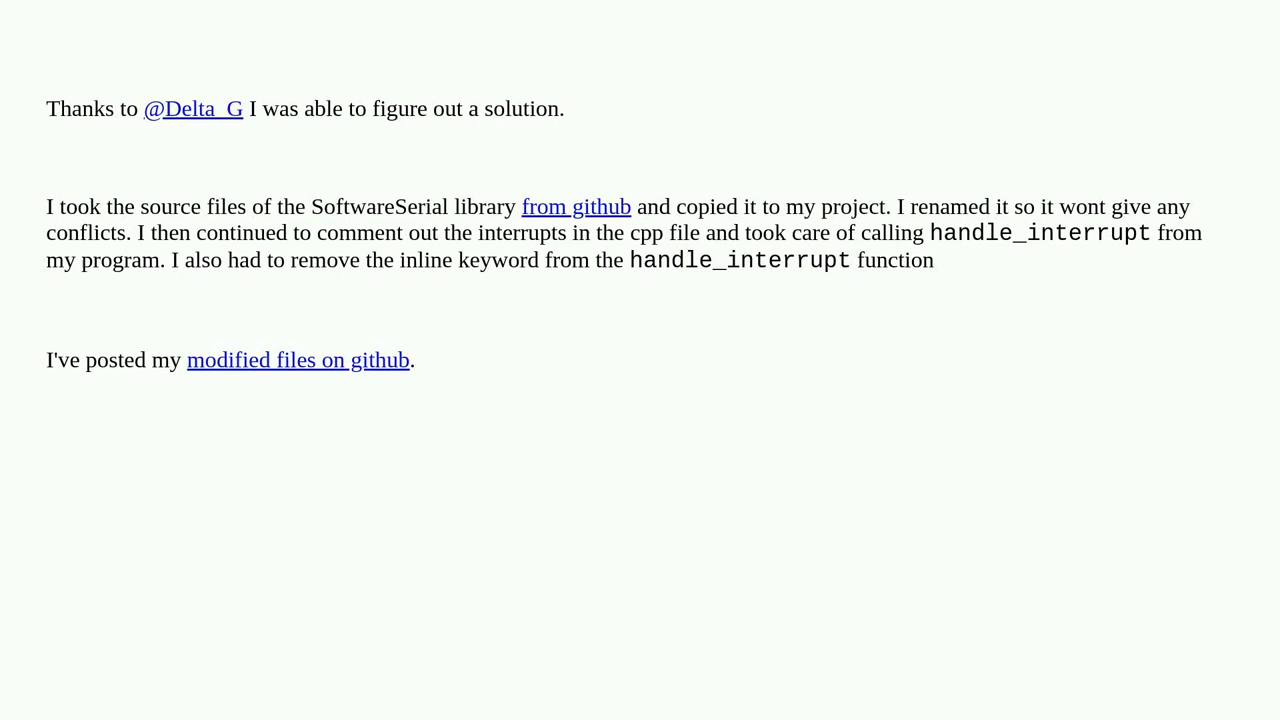 Thanks to @Delta_G I was able to figure out a solution.
I took the source files of the SoftwareSerial library from github and copied it to my project. I renamed it so it wont give any
conflicts. I then continued to comment out the interrupts in the cpp file and took care of calling handle_interrupt from
my program. I also had to remove the inline keyword from the handle_interrupt function
I've posted my modified files on github.